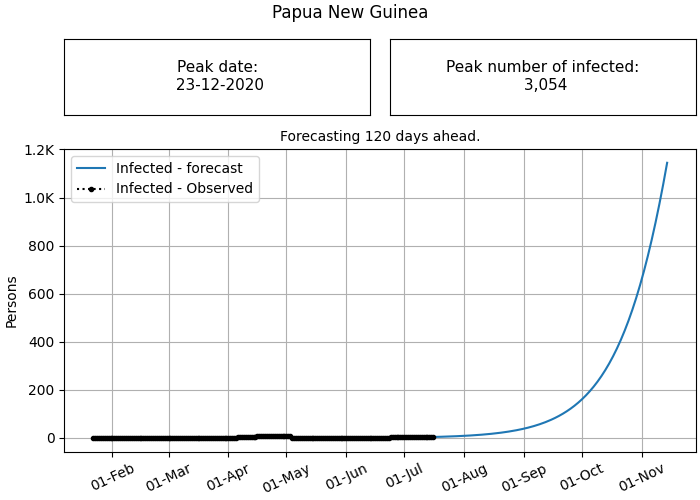 Papua New Guinea
Peak date:
23-12-2020
Peak number of infected:
3,054
Forecasting 120 days ahead.
Infected - forecast
Infected - Observed
Persons
1.2K
1.0K
800
600
400
200
0
01-Feb
01-Mar
01-Apr
01-May
01-Jun
01-Jul
01-Aug
01-Sep
01-Oct
01-Nov